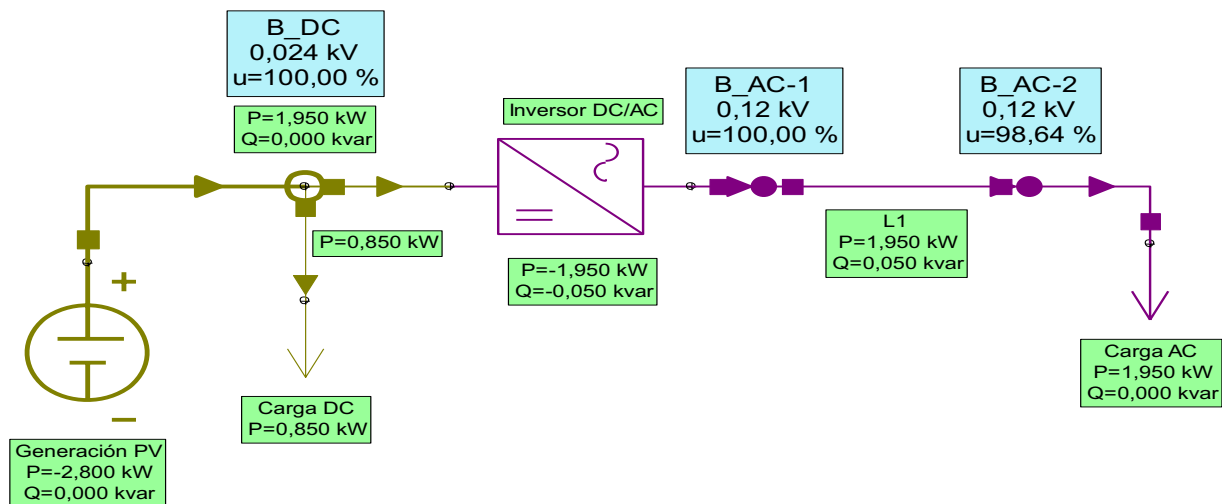 B_DC
0,024 kV
u=100,00 %
P=1,950 kW
Q=0,000 kvar
Inversor DC/AC
B_AC-1
0,12 kV
u=100,00 %
B_AC-2
0,12 kV
u=98,64 %
P=0,850 kW
P=-1,950 kW
Q=-0,050 kvar
L1
P=1,950 kW
Q=0,050 kvar
+
−
Generación PV
P=-2,800 kW
Q=0,000 kvar
Carga DC
P=0,850 kW
Carga AC
P=1,950 kW
Q=0,000 kvar